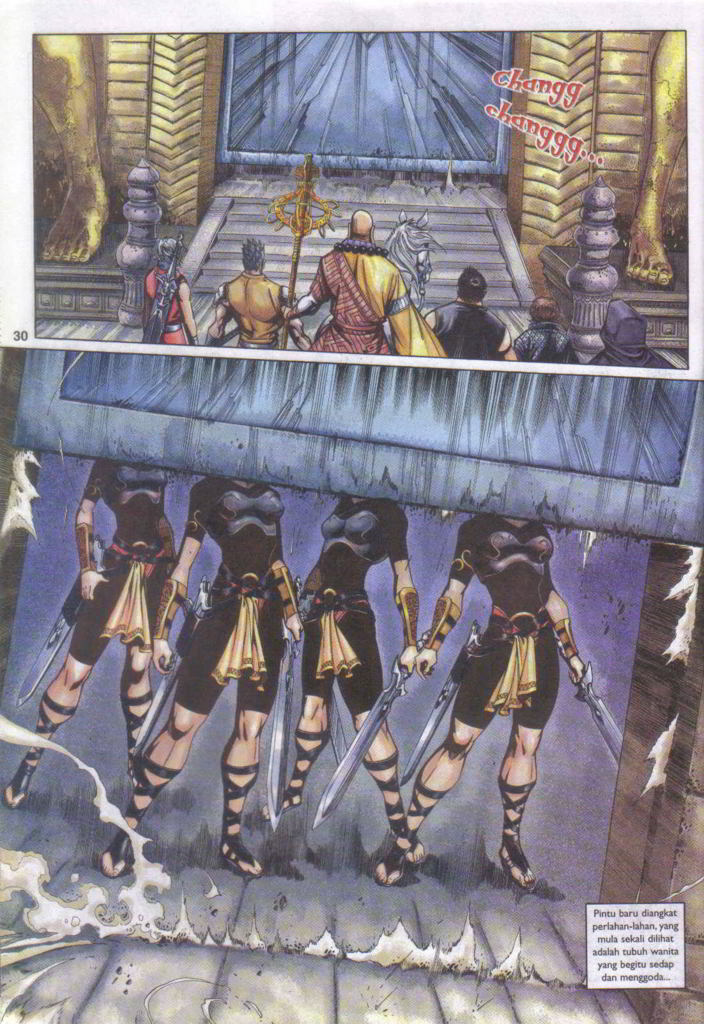 Changg
changgg...
30
Pintu baru diangkat
perlahan-lahan, yang
mula sekali dilihat
adalah tubuh wanita
yang begitu sedap
dan menggoda...